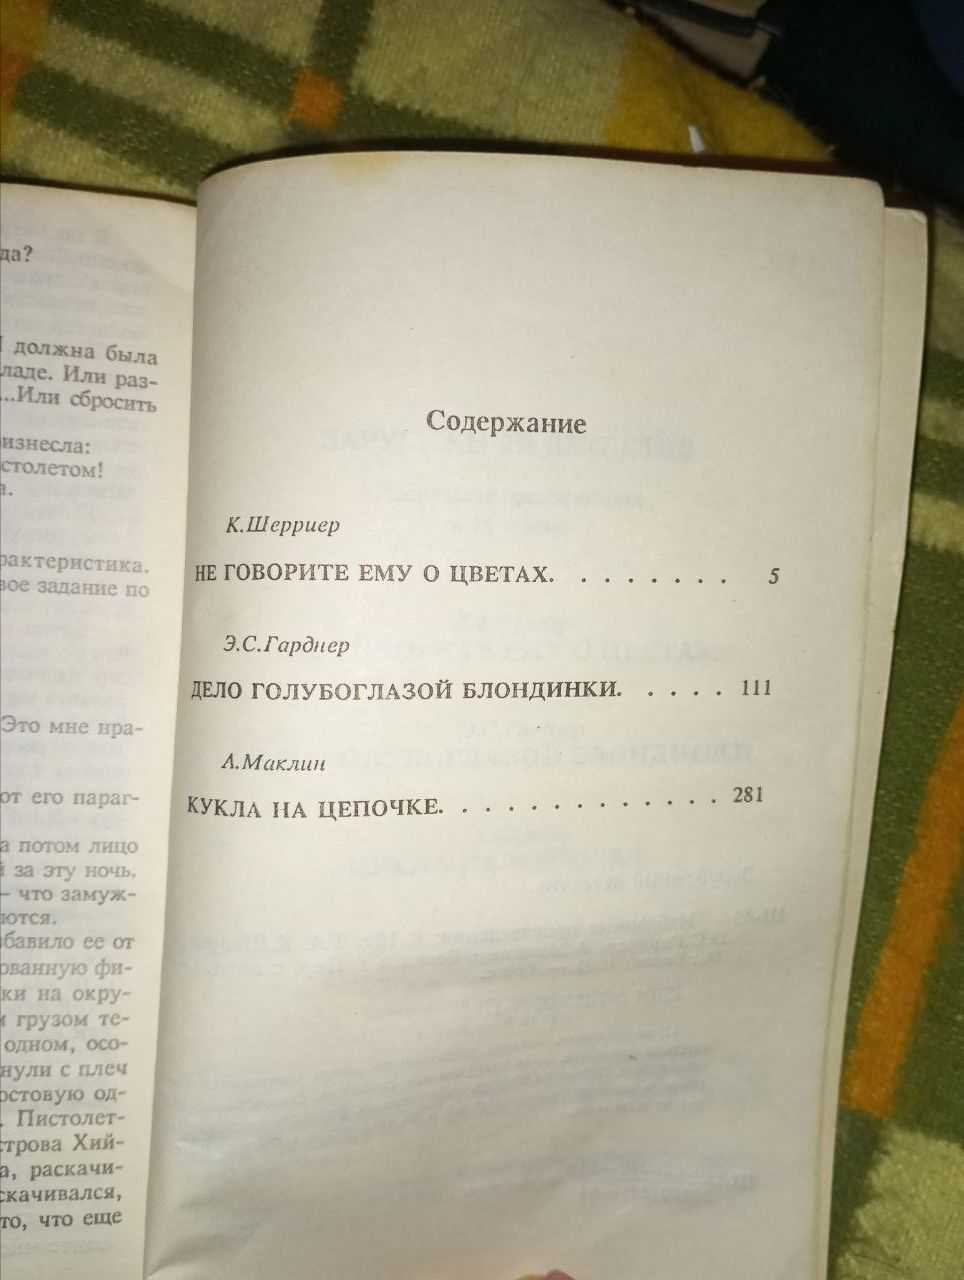 да?
должна была
ладе. Или раз-
...Или сбросить
изнесла:
столетом!
а.
рактеристика.
вое задание по
Это мне нра-
от его параг-
а потом лицо
за эту ночь.
– что замуж-
ются.
бавило ее от
ованную фи-
ки на окру-
грузом те-
одном, осо-
нули с плеч
остовую од-
. Пистолет-
строва Хий-
а, раскачи-
скачивался,
то, что еще
Содержание
К.Шерриер
НЕ ГОВОРИТЕ ЕМУ О ЦВЕТАХ. . . . . . . . 5
Э.С.Гарднер
ДЕЛО ГОЛУБОГЛАЗОЙ БЛОНДИНКИ. . . . . 111
А.Маклин
КУКЛА НА ЦЕПОЧКЕ. . . . . . . . . . . . . 281